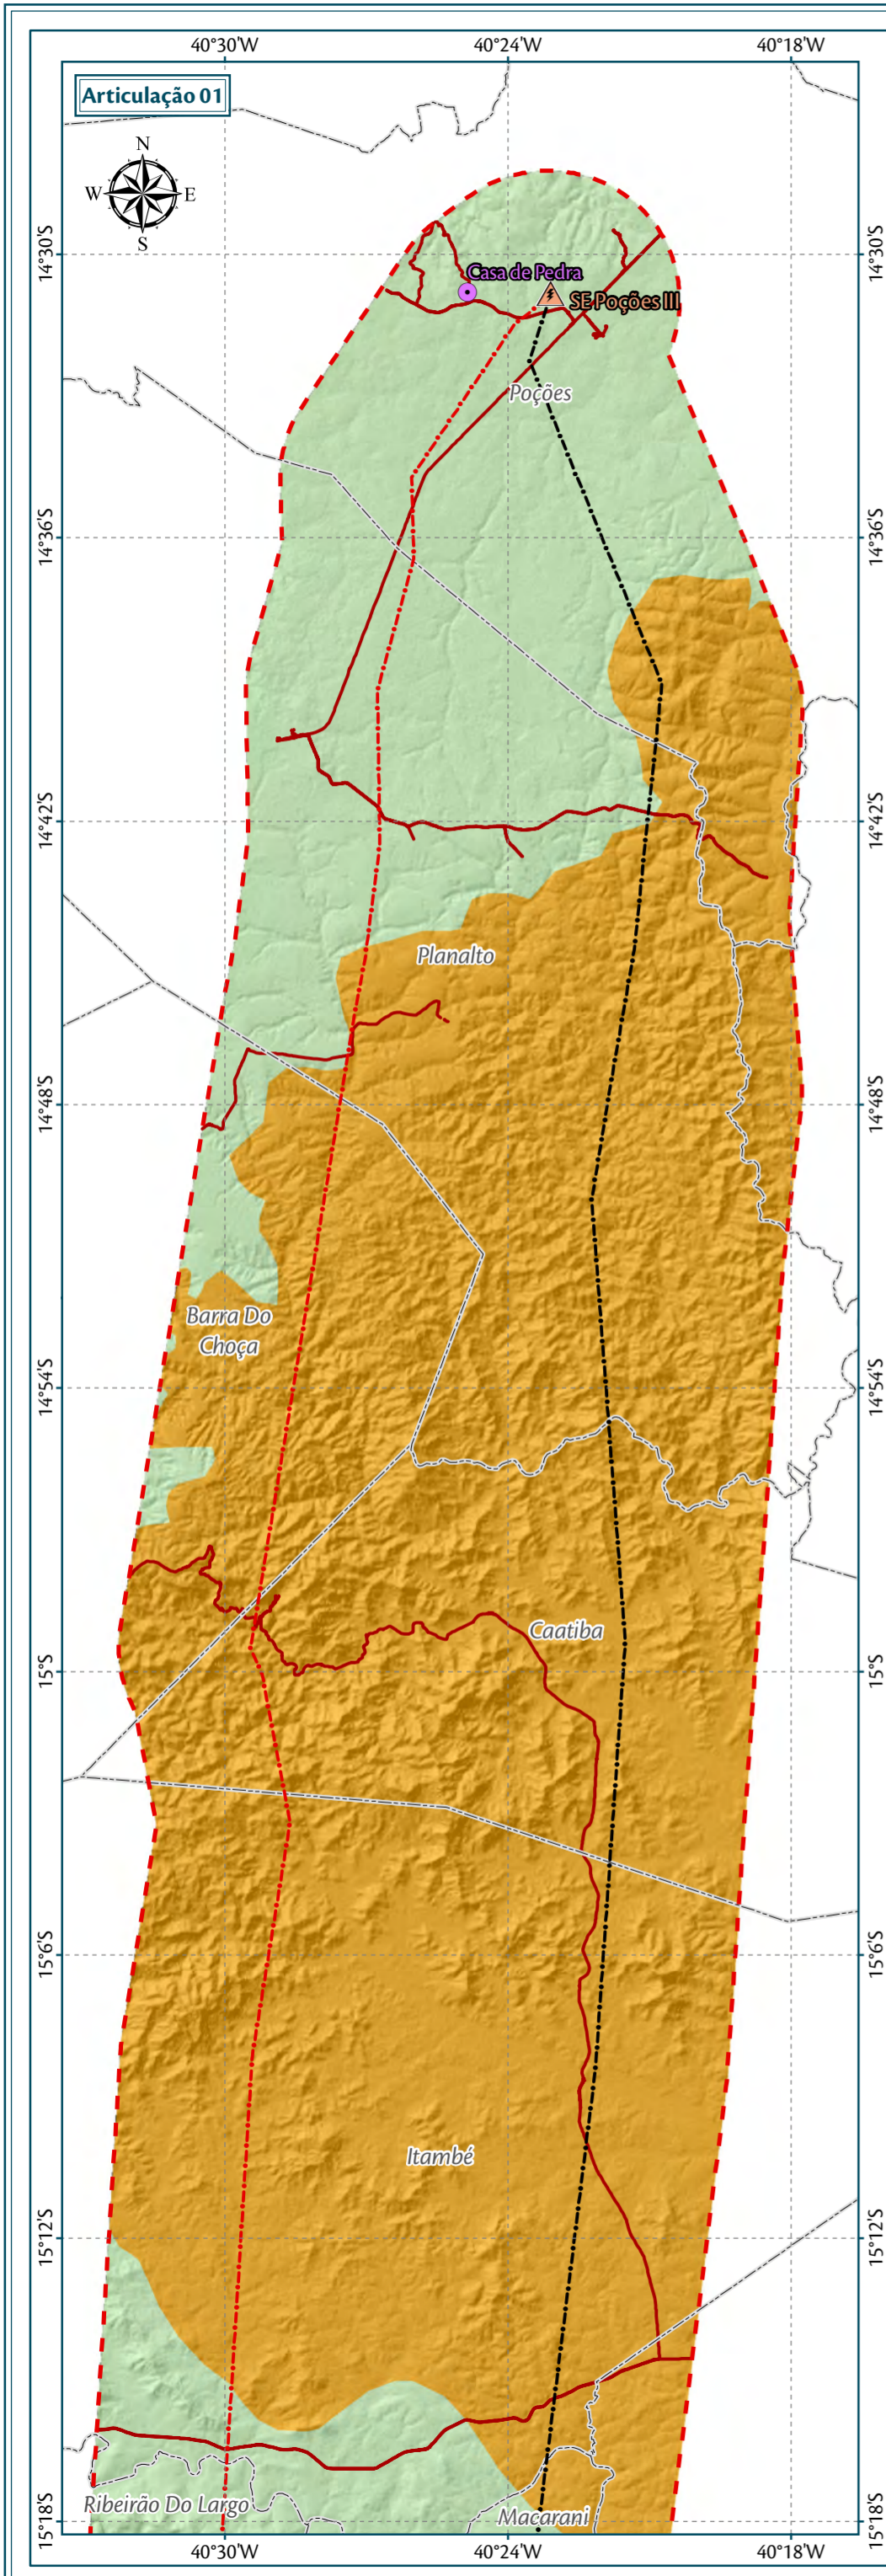 40°30'W 40°24'W 40°18'W
Articulação 01
N
W E
S
14°30'S 14°30'S
Casa de Pedra
SE Poções III
Poções
14°36'S 14°36'S
14°42'S 14°42'S
Planalto
14°48'S 14°48'S
Barra Do
Choça
14°54'S 14°54'S
Caatiba
15°S 15°S
15°6'S 15°6'S
Itambé
15°12'S 15°12'S
Ribeirão Do Largo
Macarani
15°18'S 15°18'S
40°30'W 40°24'W 40°18'W